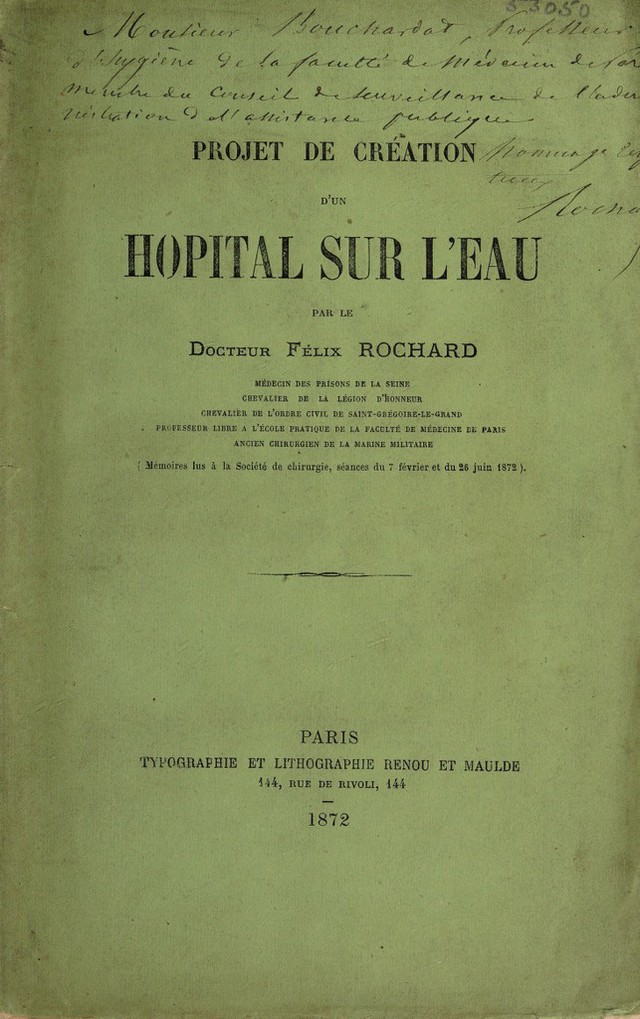 53050
A Monsieur Bouchardat, Professeur
d'hygiène de la faculté de Médecine de Par
membre du Conseil de surveillance de l'admi
nistration de l'assistance publique
PROJET DE CRÉATION
hommage
D'UN
Rocha
HOPITAL SUR L'EAU
PAR LE
DOCTEUR FÉLIX ROCHARD
MÉDECIN DES PRISONS DE LA SEINE
CHEVALIER DE LA LÉGION D'HONNEUR
CHEVALIER DE L'ORDRE CIVIL DE SAINT-GRÉGOIRE-LE-GRAND
PROFESSEUR LIBRE A L'ÉCOLE PRATIQUE DE LA FACULTÉ DE MÉDECINE DE PARIS
ANCIEN CHIRURGIEN DE LA MARINE MILITAIRE
(Mémoires lus à la Société de chirurgie, séances du 7 février et du 26 juin 1872).
PARIS
TYPOGRAPHIE ET LITHOGRAPHIE RENOU ET MAULDE
144, RUE DE RIVOLI, 144
1872